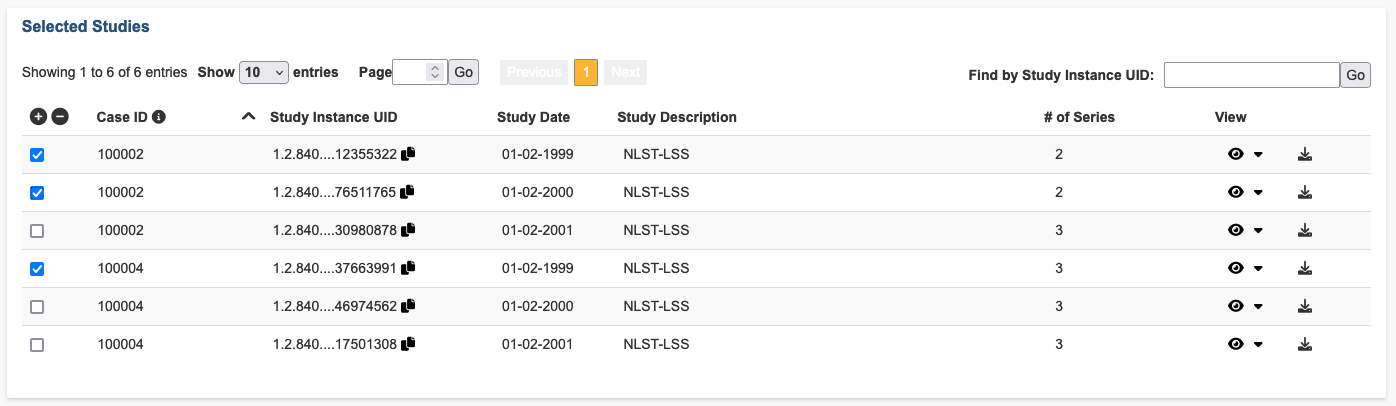 Selected Studies
Showing 1 to 6 of 6 entries Show 10 entries Page Go Previous 1 Next Find by Study Instance UID: Go
Case ID Study Instance UID Study Date Study Description # of Series View
100002 1.2.840....12355322 01-02-1999 NLST-LSS 2
100002 1.2.840....76511765 01-02-2000 NLST-LSS 2
100002 1.2.840....30980878 01-02-2001 NLST-LSS 3
100004 1.2.840....37663991 01-02-1999 NLST-LSS 3
100004 1.2.840....46974562 01-02-2000 NLST-LSS 3
100004 1.2.840....17501308 01-02-2001 NLST-LSS 3